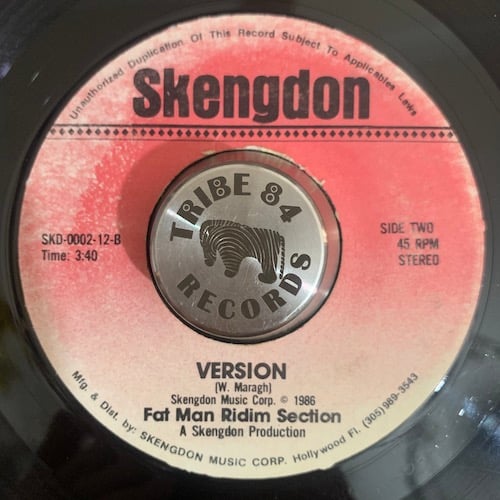 Unauthorized Duplication Of This Record Subject To Applicable Laws
Skengdon
SKD-0002-12-B
Time: 3:40
TRIBE 84
RECORDS
SIDE TWO
45 RPM
STEREO
VERSION
(W. Maragh)
Skengdon Music Corp. © 1986
Fat Man Ridim Section
A Skengdon Production
Mfg. & Dist. by: SKENGDON MUSIC CORP. Hollywood Fl. (305) 989-3543